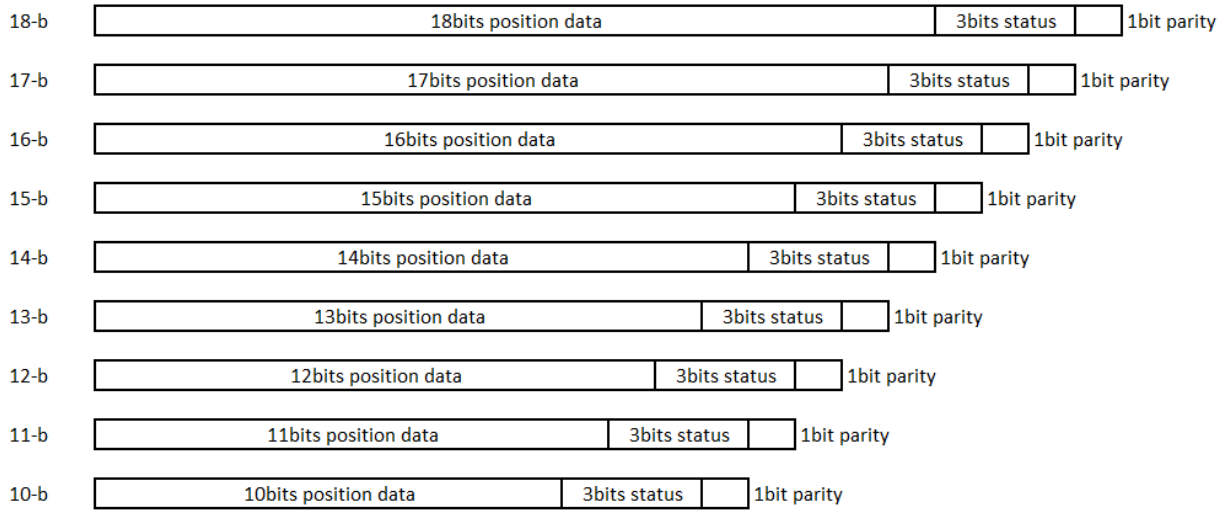 18-b 18bits position data 3bits status 1bit parity
17-b 17bits position data 3bits status 1bit parity
16-b 16bits position data 3bits status 1bit parity
15-b 15bits position data 3bits status 1bit parity
14-b 14bits position data 3bits status 1bit parity
13-b 13bits position data 3bits status 1bit parity
12-b 12bits position data 3bits status 1bit parity
11-b 11bits position data 3bits status 1bit parity
10-b 10bits position data 3bits status 1bit parity